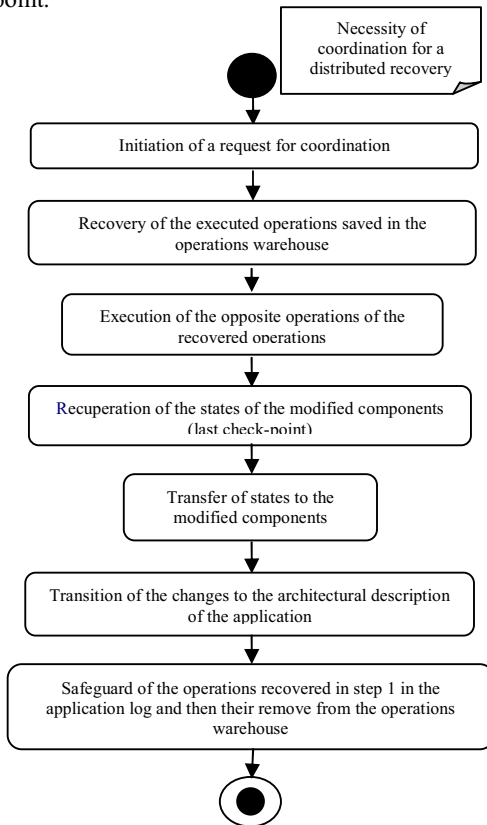 point.
Necessity of
coordination for a
distributed recovery
Initiation of a request for coordination
Recovery of the executed operations saved in the
operations warehouse
Execution of the opposite operations of the
recovered operations
Recuperation of the states of the modified components
(last check-point)
Transfer of states to the
modified components
Transition of the changes to the architectural description
of the application
Safeguard of the operations recovered in step 1 in the
application log and then their remove from the operations
warehouse